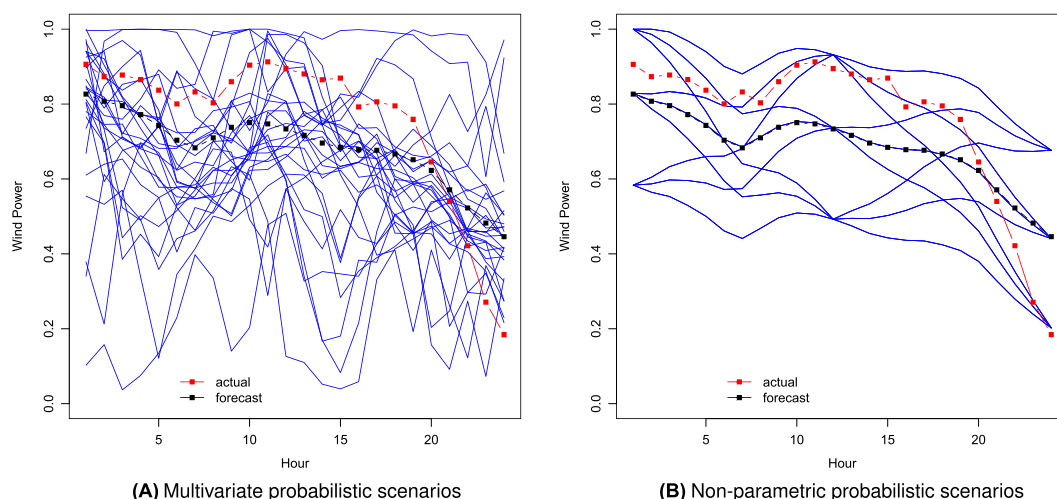 1.0
0.8
0.6
0.4
0.2
0.0
Wind Power
actual
forecast
5
10
15
20
Hour
(A) Multivariate probabilistic scenarios
1.0
0.8
0.6
0.4
0.2
0.0
Wind Power
actual
forecast
5
10
15
20
Hour
(B) Non-parametric probabilistic scenarios